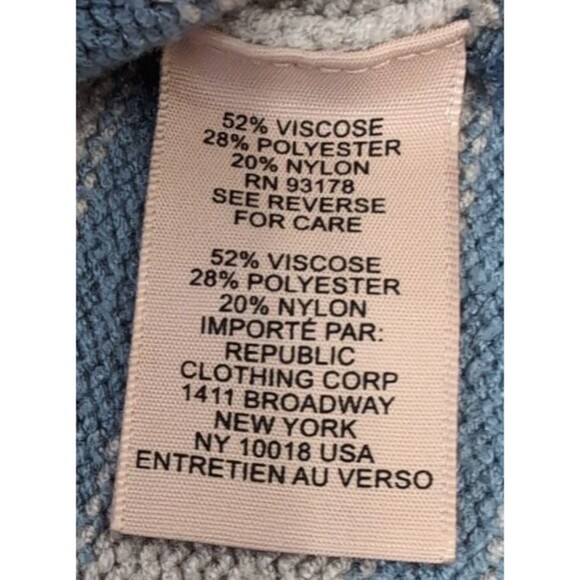 52% VISCOSE
28% POLYESTER
20% NYLON
RN 93178
SEE REVERSE
FOR CARE
52% VISCOSE
28% POLYESTER
20% NYLON
IMPORTÉ PAR:
REPUBLIC
CLOTHING CORP
1411 BROADWAY
NEW YORK
NY 10018 USA
ENTRETIEN AU VERSO